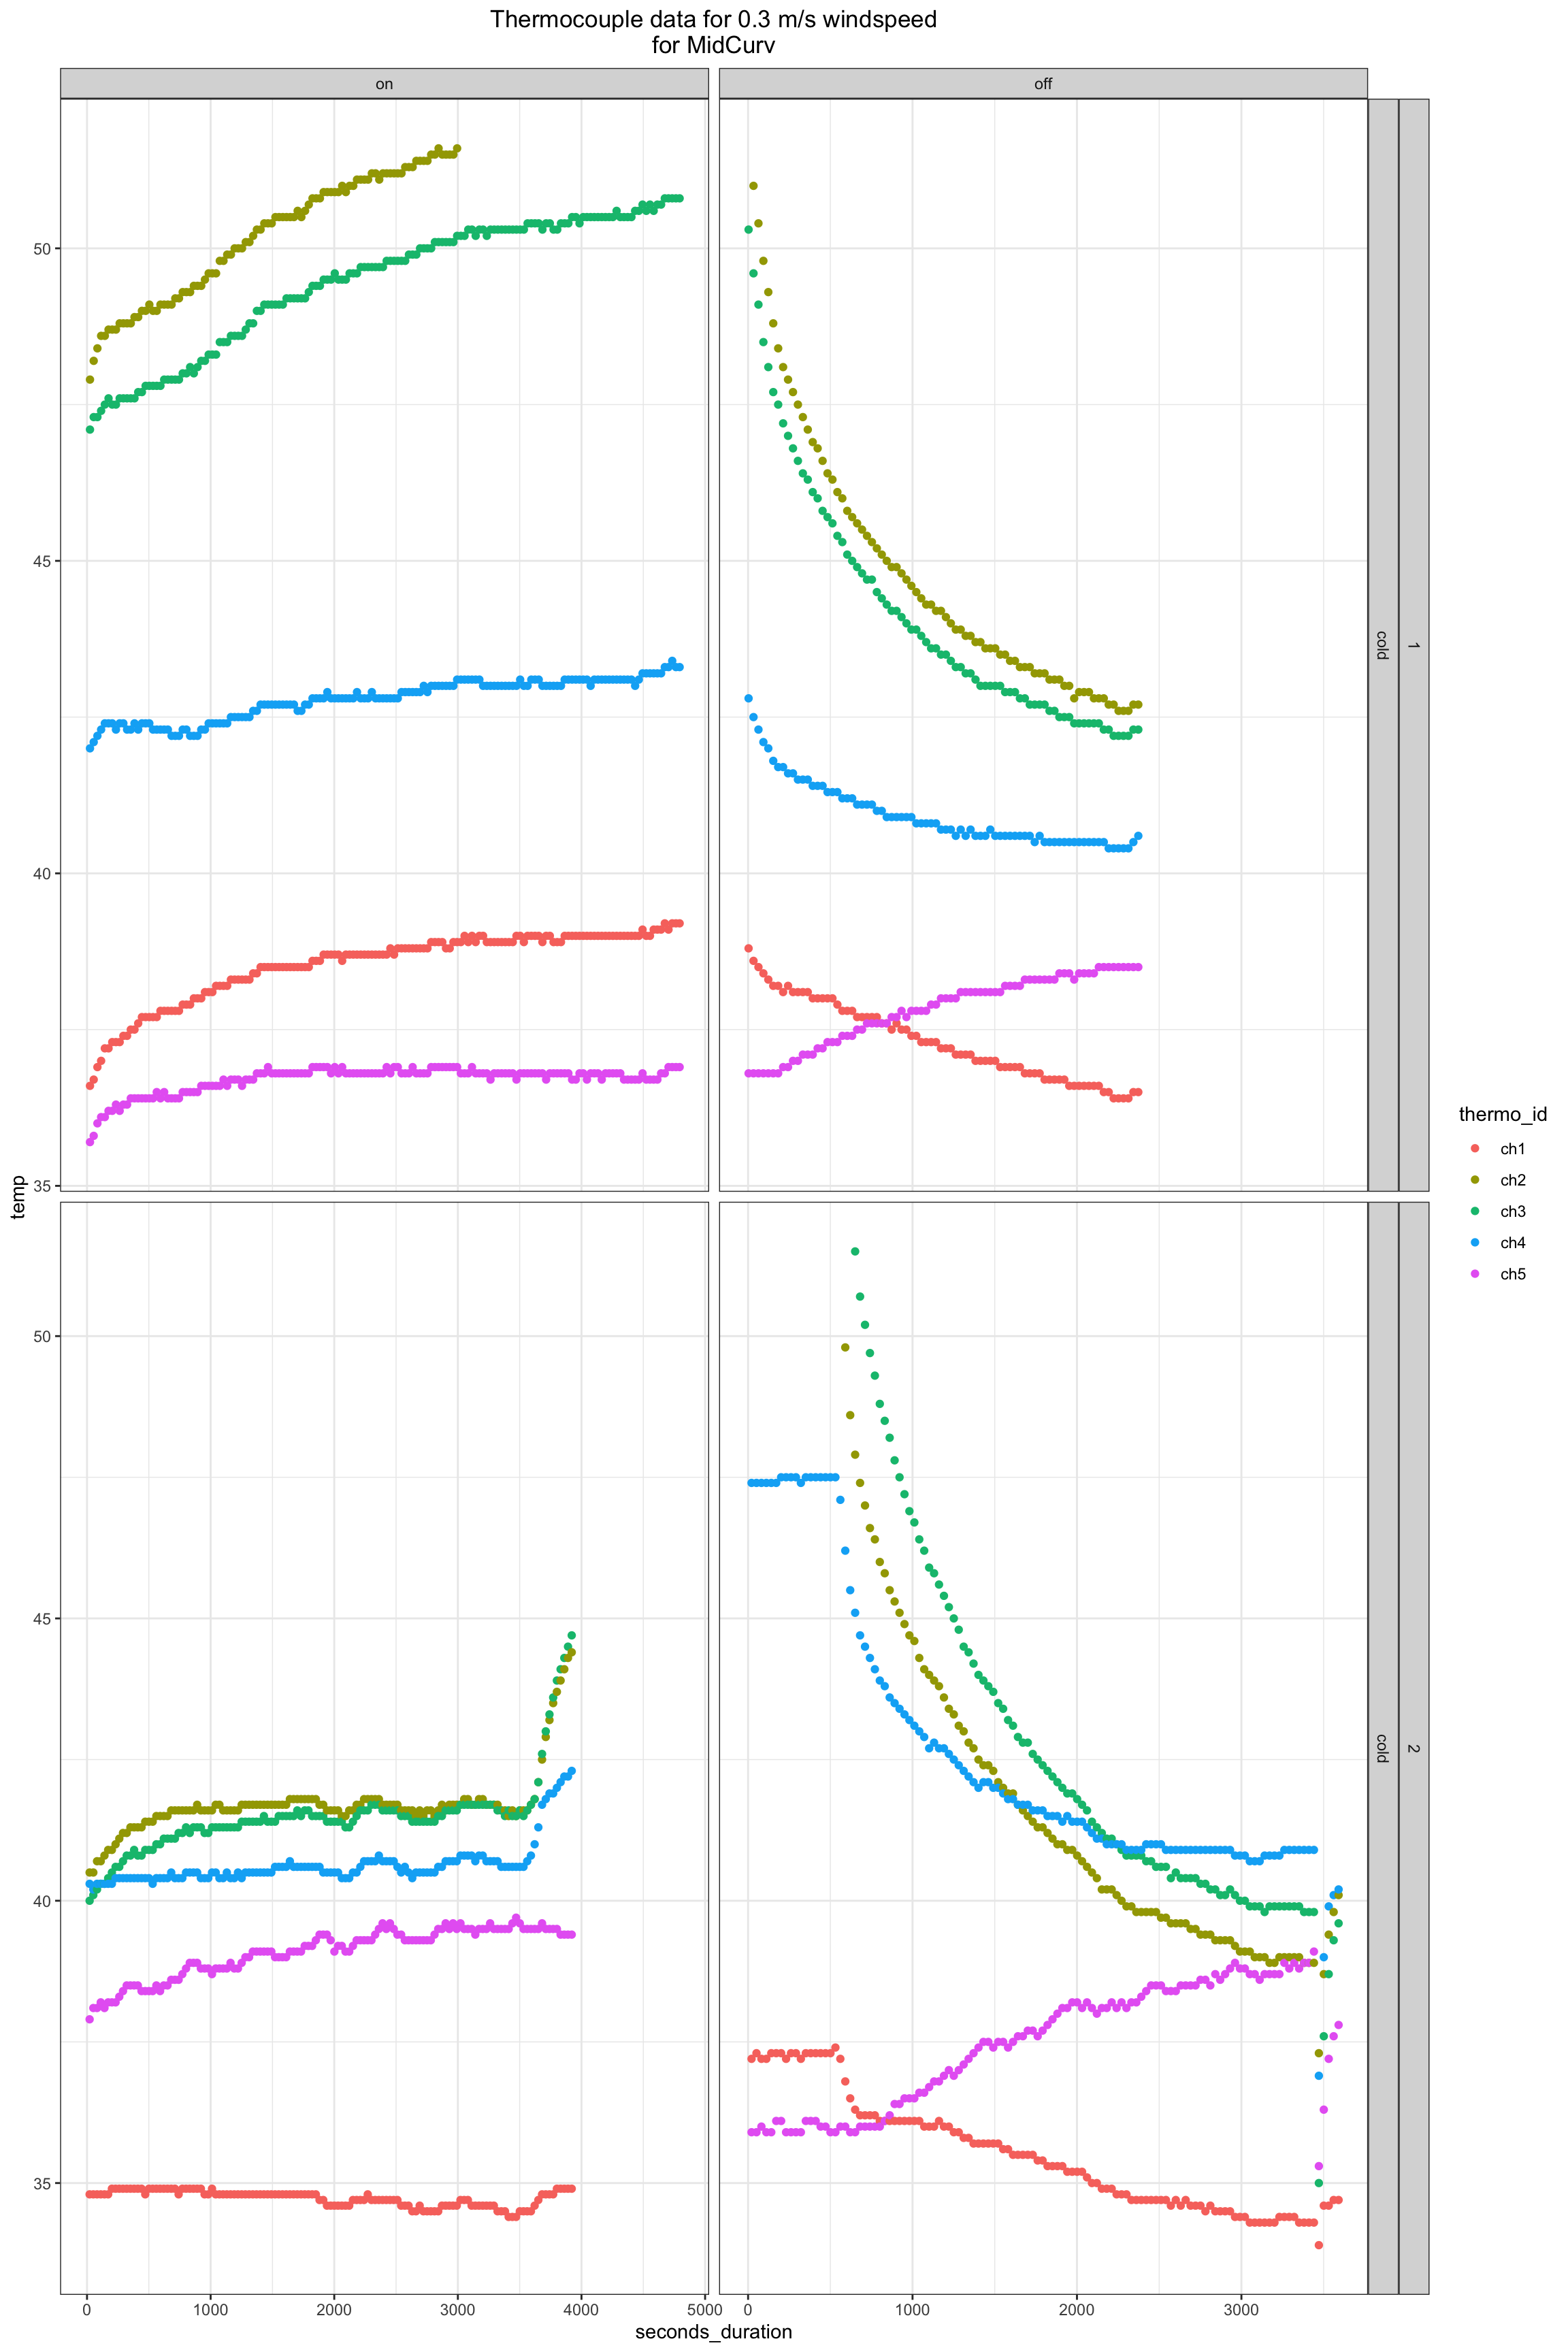 Thermocouple data for 0.3 m/s windspeed
for MidCurv
on
off
50
45
40
35
cold
1
temp
50
45
40
35
cold
2
0
1000
2000
3000
4000
5000
0
1000
2000
3000
seconds_duration
thermo_id
ch1
ch2
ch3
ch4
ch5